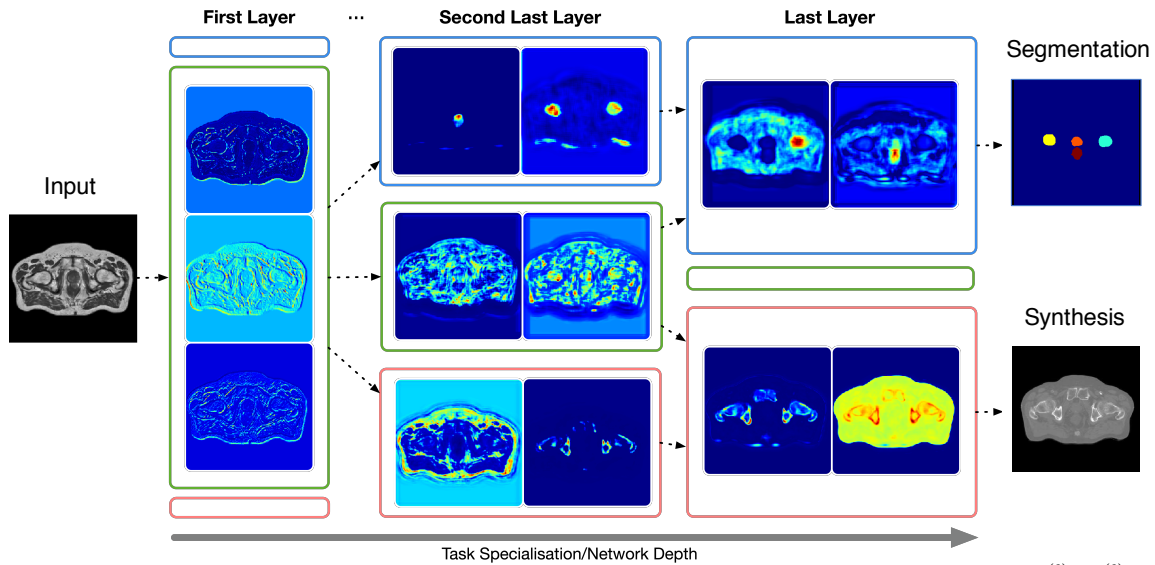 First Layer ... Second Last Layer Last Layer
Segmentation
Input
Synthesis
Task Specialisation/Network Depth